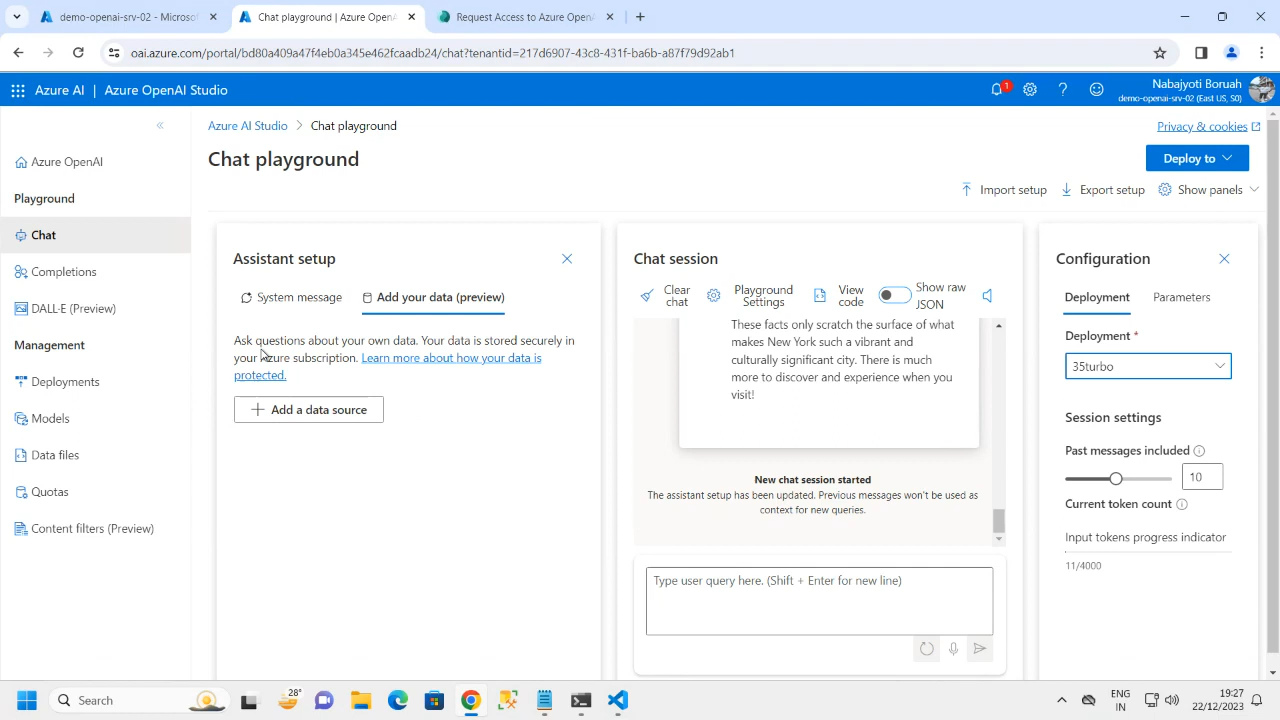 demo-openai-srv-02 - Microsof
Chat playground | Azure OpenAI
Request Access to Azure OpenA
oai.azure.com/portal/bd80a409a47f4eb0a345e462fcaadb24/chat?tenantid=217d6907-43c8-431f-ba6b-a87f79d92ab1
Azure AI | Azure OpenAI Studio
1
Nabajyoti Boruah
demo-openai-srv-02 (East US, S0)
Azure AI Studio > Chat playground
Privacy & cookies
Chat playground
Deploy to
Import setup
Export setup
Show panels
Azure OpenAI
Playground
Chat
Completions
DALL-E (Preview)
Management
Deployments
Models
Data files
Quotas
Content filters (Preview)
Assistant setup
System message
Add your data (preview)
Ask questions about your own data. Your data is stored securely in
your Azure subscription. Learn more about how your data is
protected.
Add a data source
Chat session
Clear
chat
Playground
Settings
View
code
Show raw
JSON
These facts only scratch the surface of what
makes New York such a vibrant and
culturally significant city. There is much
more to discover and experience when you
visit!
New chat session started
The assistant setup has been updated. Previous messages won't be used as
context for new queries.
Type user query here. (Shift + Enter for new line)
Configuration
Deployment
Parameters
Deployment *
35turbo
Session settings
Past messages included
10
Current token count
Input tokens progress indicator
11/4000
Search
28°
ENG
IN
19:27
22/12/2023